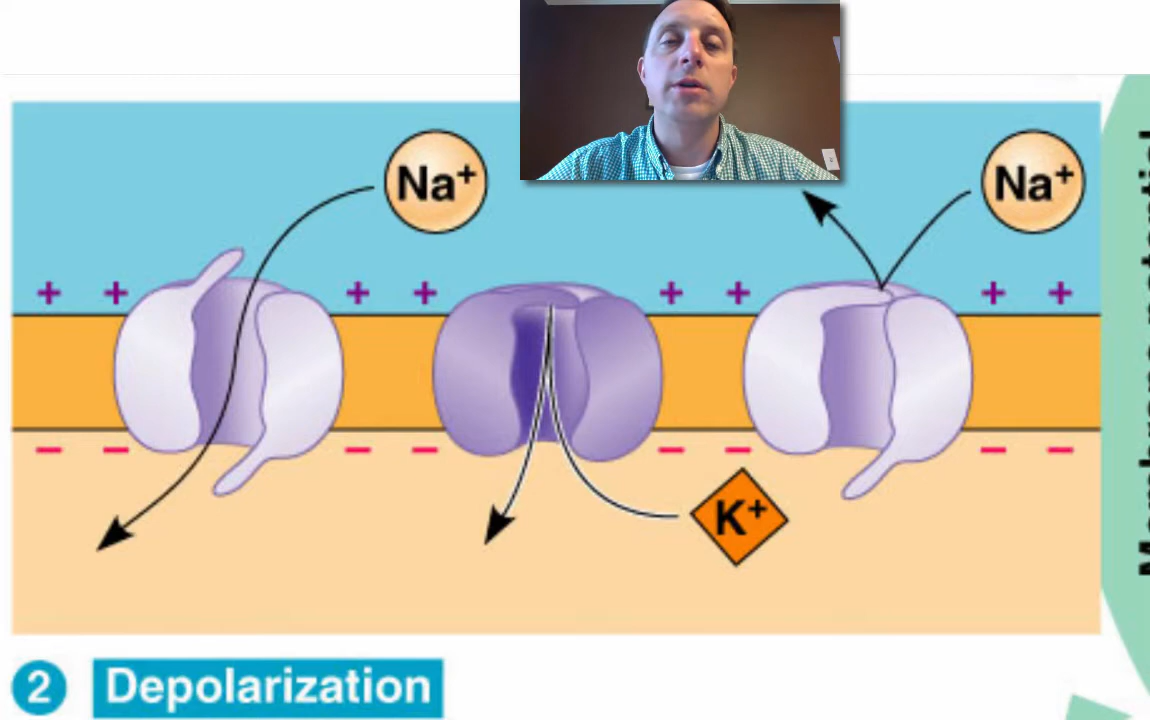 Na⁺
Na⁺
+ + + + + + + +
− − − − − − − −
K⁺
2 Depolarization